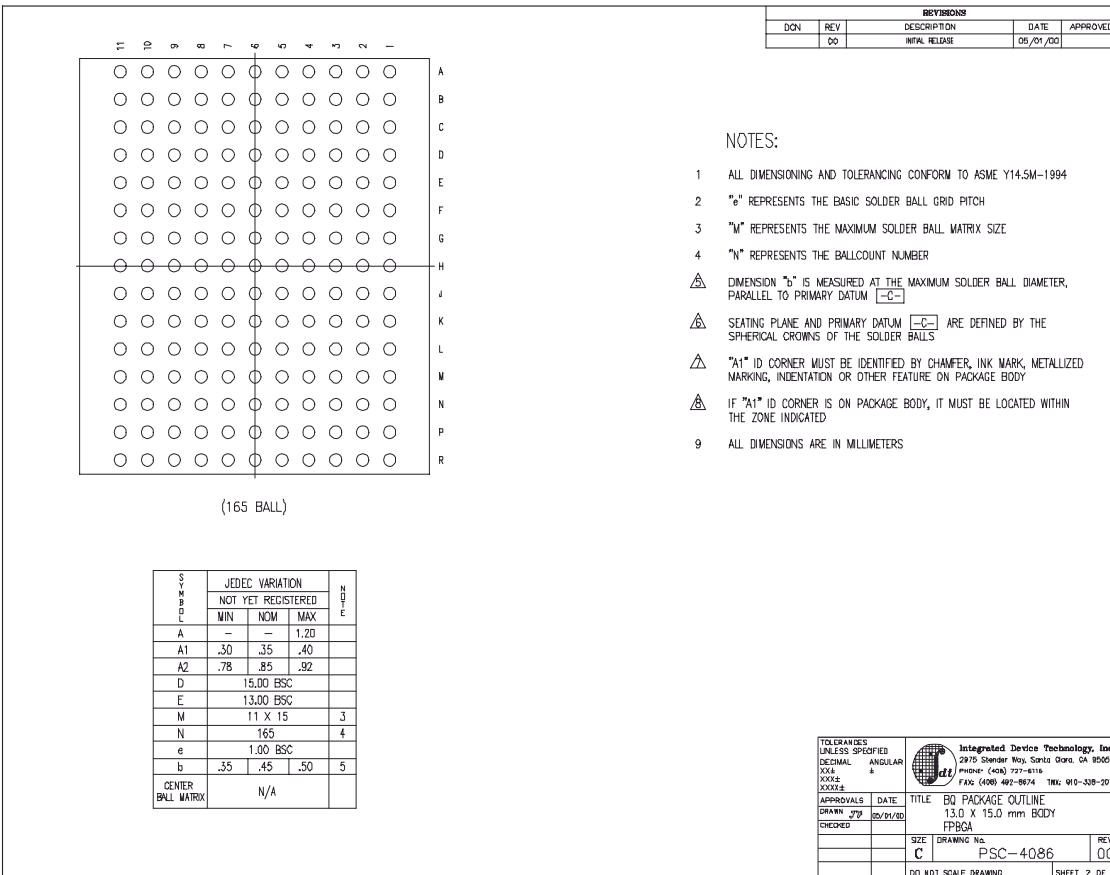 REVISIONS
DCN REV DESCRIPTION DATE APPROVED
00 INITIAL RELEASE 05/01/00
11 10 9 8 7 6 5 4 3 2 1
A
B
C
D
E
F
G
H
J
K
L
M
N
P
R
(165 BALL)
NOTES:
1 ALL DIMENSIONING AND TOLERANCING CONFORM TO ASME Y14.5M-1994
2 "e" REPRESENTS THE BASIC SOLDER BALL GRID PITCH
3 "M" REPRESENTS THE MAXIMUM SOLDER BALL MATRIX SIZE
4 "N" REPRESENTS THE BALLCOUNT NUMBER
5 DIMENSION "b" IS MEASURED AT THE MAXIMUM SOLDER BALL DIAMETER,
PARALLEL TO PRIMARY DATUM -C-
6 SEATING PLANE AND PRIMARY DATUM -C- ARE DEFINED BY THE
SPHERICAL CROWNS OF THE SOLDER BALLS
7 "A1" ID CORNER MUST BE IDENTIFIED BY CHAMFER, INK MARK, METALLIZED
MARKING, INDENTATION OR OTHER FEATURE ON PACKAGE BODY
8 IF "A1" ID CORNER IS ON PACKAGE BODY, IT MUST BE LOCATED WITHIN
THE ZONE INDICATED
9 ALL DIMENSIONS ARE IN MILLIMETERS
SYMBOL JEDEC VARIATION NOTE
NOT YET REGISTERED
MIN NOM MAX
A - - 1.20
A1 .30 .35 .40
A2 .78 .85 .92
D 15.00 BSC
E 13.00 BSC
M 11 X 15 3
N 165 4
e 1.00 BSC
b .35 .45 .50 5
CENTER
BALL MATRIX N/A
TOLERANCES
UNLESS SPECIFIED
DECIMAL ANGULAR
XX± ±
XXX±
XXXX±
idt
Integrated Device Technology, Inc
2975 Stender Way, Santa Clara, CA 9505
PHONE: (408) 727-6116
FAX: (408) 492-8674 TWX: 910-338-20
APPROVALS DATE
DRAWN 05/01/00
CHECKED
TITLE BQ PACKAGE OUTLINE
13.0 X 15.0 mm BODY
FPBGA
SIZE DRAWING No. REV
C PSC-4086 00
DO NOT SCALE DRAWING SHEET 2 OF